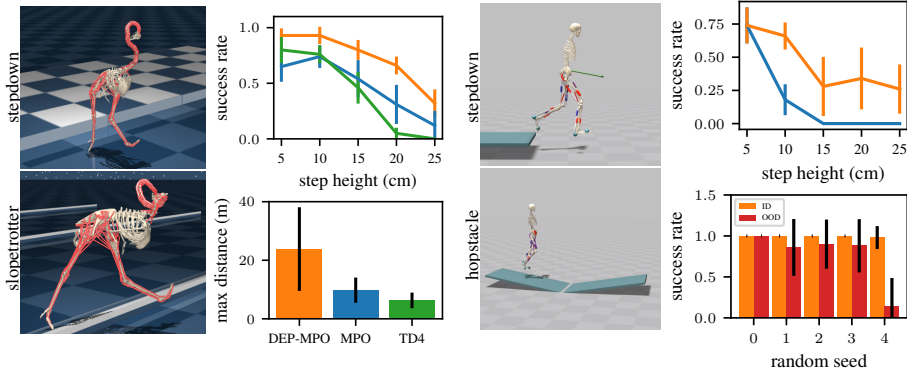 stepdown
success rate
1.0
0.5
0.0
5 10 15 20 25
step height (cm)
slopetrotter
max distance (m)
40
20
0
DEP-MPO MPO TD4
stepdown
success rate
0.75
0.50
0.25
0.00
5 10 15 20 25
step height (cm)
hopstacle
success rate
1.5
1.0
0.5
0.0
ID
OOD
0 1 2 3 4
random seed